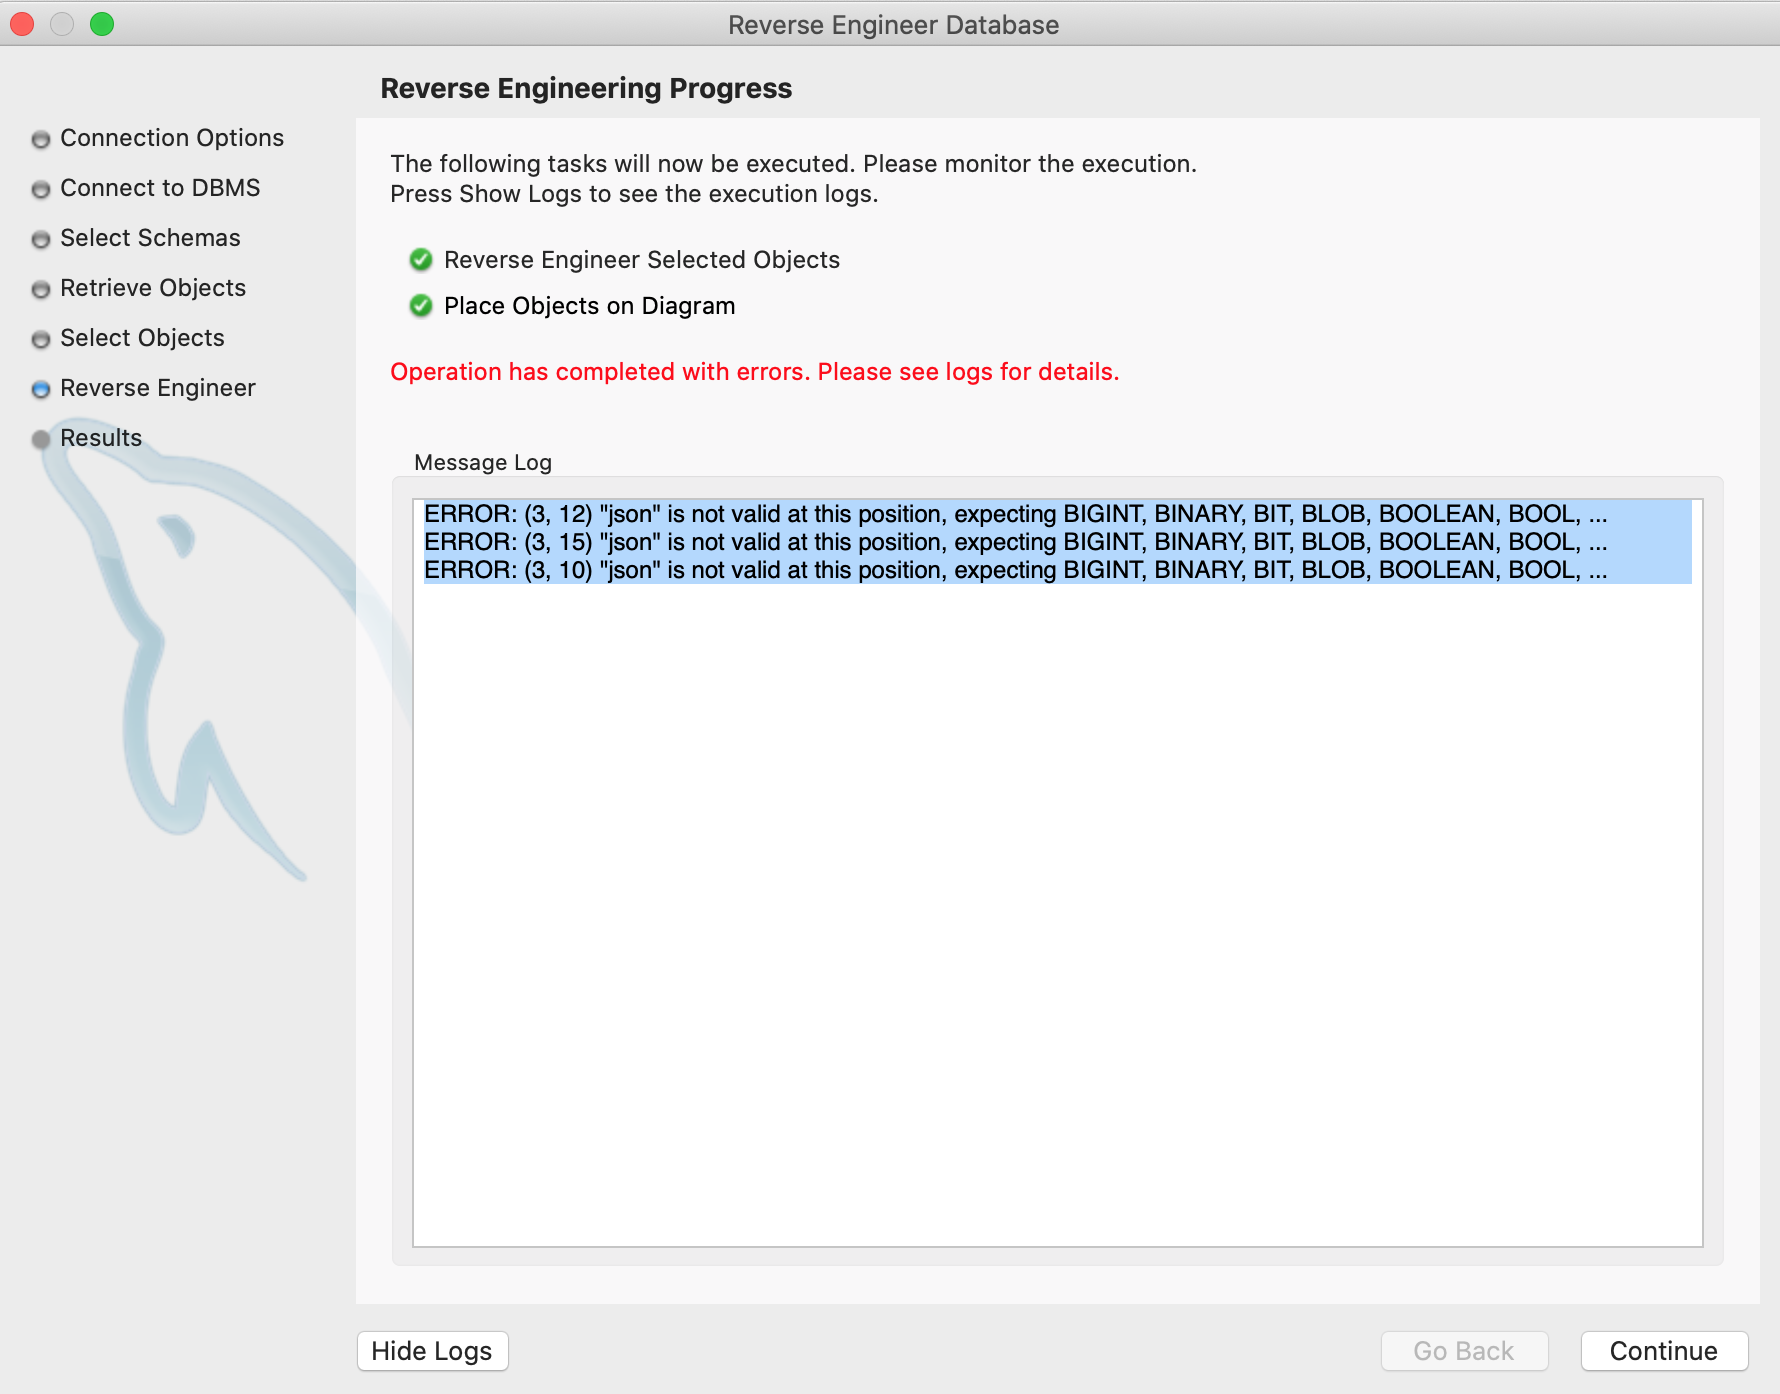 Reverse Engineer Database
Reverse Engineering Progress
Connection Options
Connect to DBMS
Select Schemas
Retrieve Objects
Select Objects
Reverse Engineer
Results
The following tasks will now be executed. Please monitor the execution.
Press Show Logs to see the execution logs.
Reverse Engineer Selected Objects
Place Objects on Diagram
Operation has completed with errors. Please see logs for details.
Message Log
ERROR: (3, 12) "json" is not valid at this position, expecting BIGINT, BINARY, BIT, BLOB, BOOLEAN, BOOL, ...
ERROR: (3, 15) "json" is not valid at this position, expecting BIGINT, BINARY, BIT, BLOB, BOOLEAN, BOOL, ...
ERROR: (3, 10) "json" is not valid at this position, expecting BIGINT, BINARY, BIT, BLOB, BOOLEAN, BOOL, ...
Hide Logs
Go Back
Continue